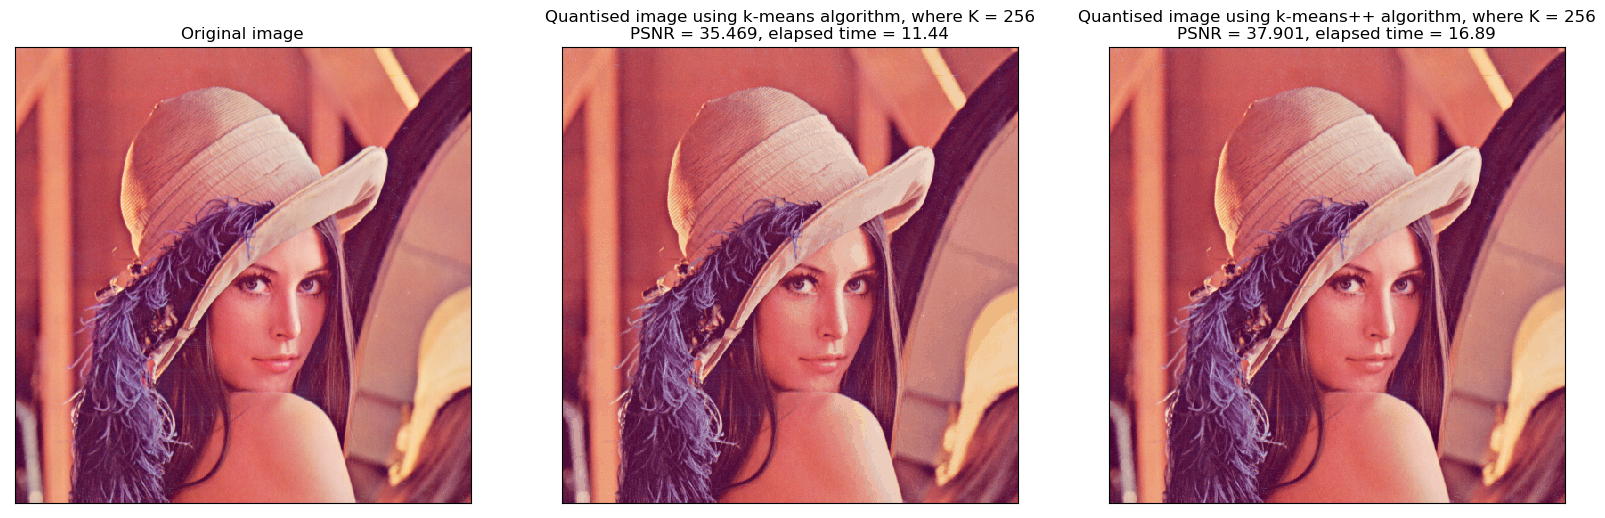 Original image
Quantised image using k-means algorithm, where K = 256
PSNR = 35.469, elapsed time = 11.44
Quantised image using k-means++ algorithm, where K = 256
PSNR = 37.901, elapsed time = 16.89